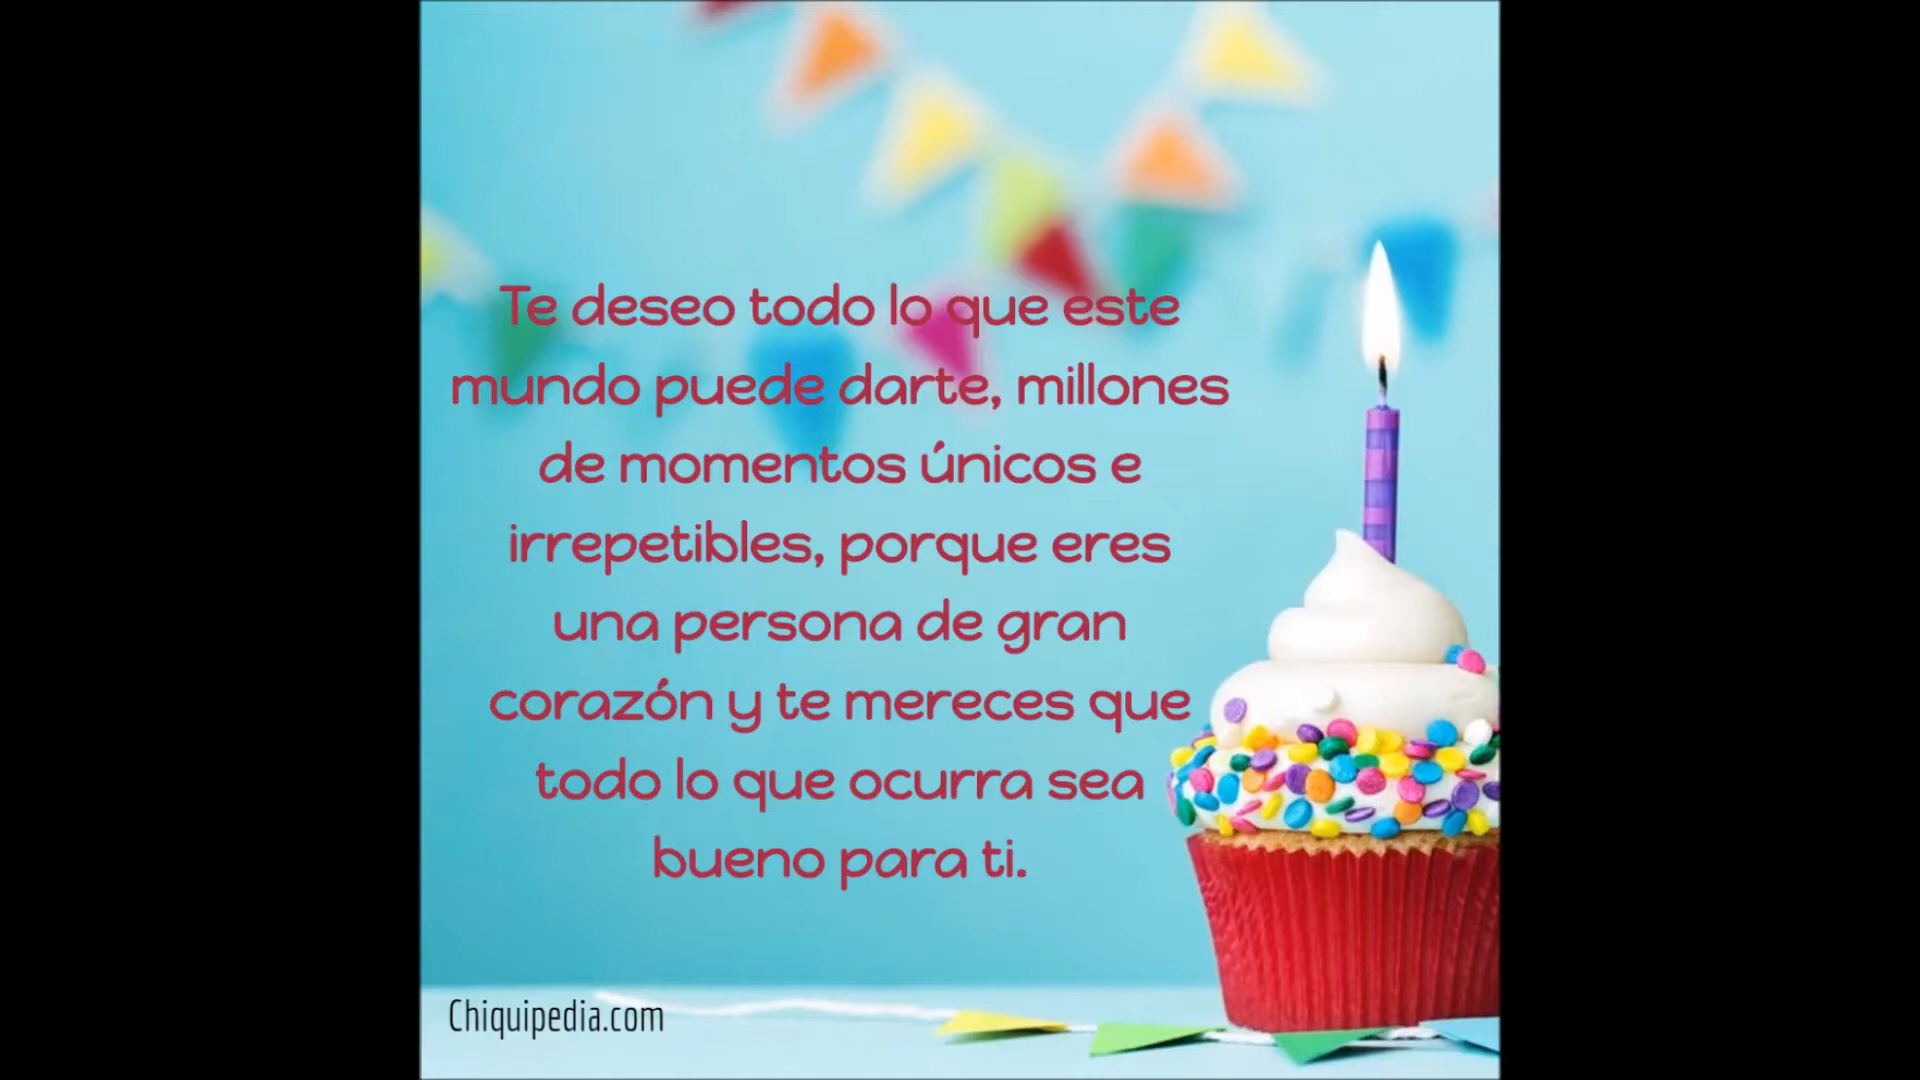 Te deseo todo lo que este
mundo puede darte, millones
de momentos únicos e
irrepetibles, porque eres
una persona de gran
corazón y te mereces que
todo lo que ocurra sea
bueno para ti.
Chiquipedia.com